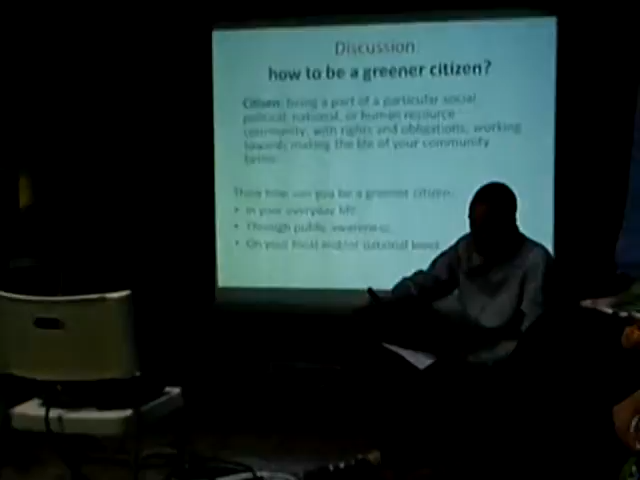 Discussion
how to be a greener citizen?
Citizen: being a part of a particular social
political, national, or human resource
community, with rights and obligations, working
towards making the life of your community
better.
Think how can you be a greener citizen:
• In your everyday life
• Through public awareness
• On your local and/or national level